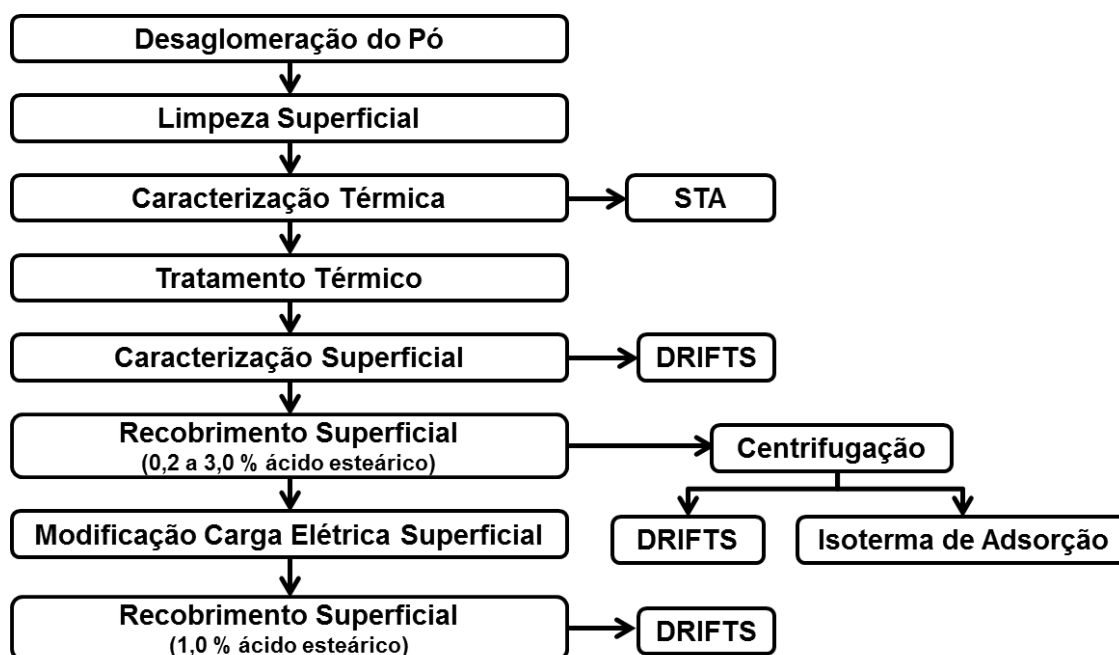 Desaglomeração do Pó
Limpeza Superficial
Caracterização Térmica
STA
Tratamento Térmico
Caracterização Superficial
DRIFTS
Recobrimento Superficial
(0,2 a 3,0 % ácido esteárico)
Centrifugação
Modificação Carga Elétrica Superficial
DRIFTS
Isoterma de Adsorção
Recobrimento Superficial
(1,0 % ácido esteárico)
DRIFTS